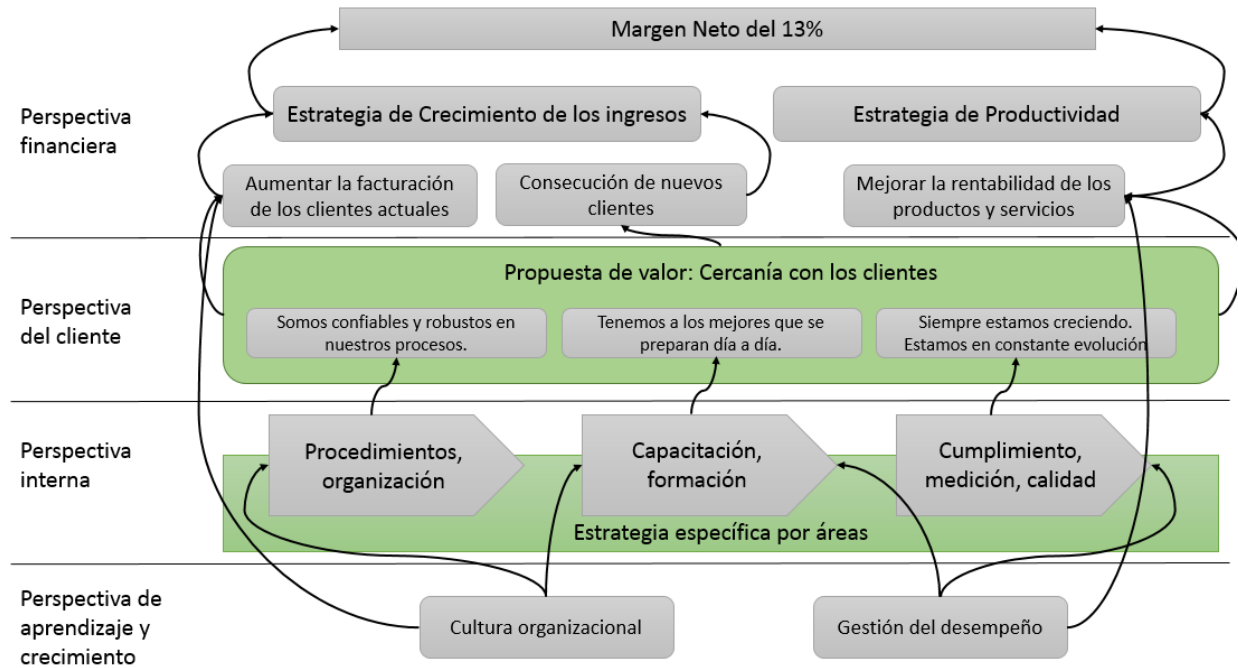 Margen Neto del 13%
Perspectiva
financiera
Estrategia de Crecimiento de los ingresos
Estrategia de Productividad
Aumentar la facturación
de los clientes actuales
Consecución de nuevos
clientes
Mejorar la rentabilidad de los
productos y servicios
Perspectiva
del cliente
Propuesta de valor: Cercanía con los clientes
Somos confiables y robustos en
nuestros procesos.
Tenemos a los mejores que se
preparan día a día.
Siempre estamos creciendo.
Estamos en constante evolución
Perspectiva
interna
Procedimientos,
organización
Capacitación,
formación
Cumplimiento,
medición, calidad
Estrategia específica por áreas
Perspectiva de
aprendizaje y
crecimiento
Cultura organizacional
Gestión del desempeño